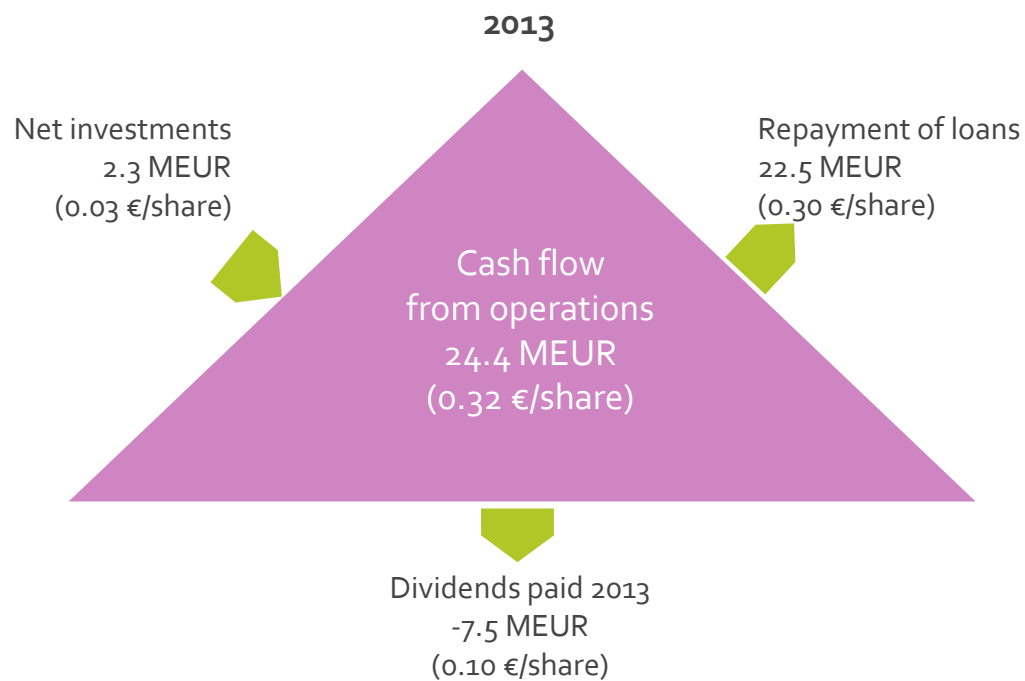 2013
Net investments
2.3 MEUR
(0.03 €/share)
Repayment of loans
22.5 MEUR
(0.30 €/share)
Cash flow
from operations
24.4 MEUR
(0.32 €/share)
Dividends paid 2013
-7.5 MEUR
(0.10 €/share)